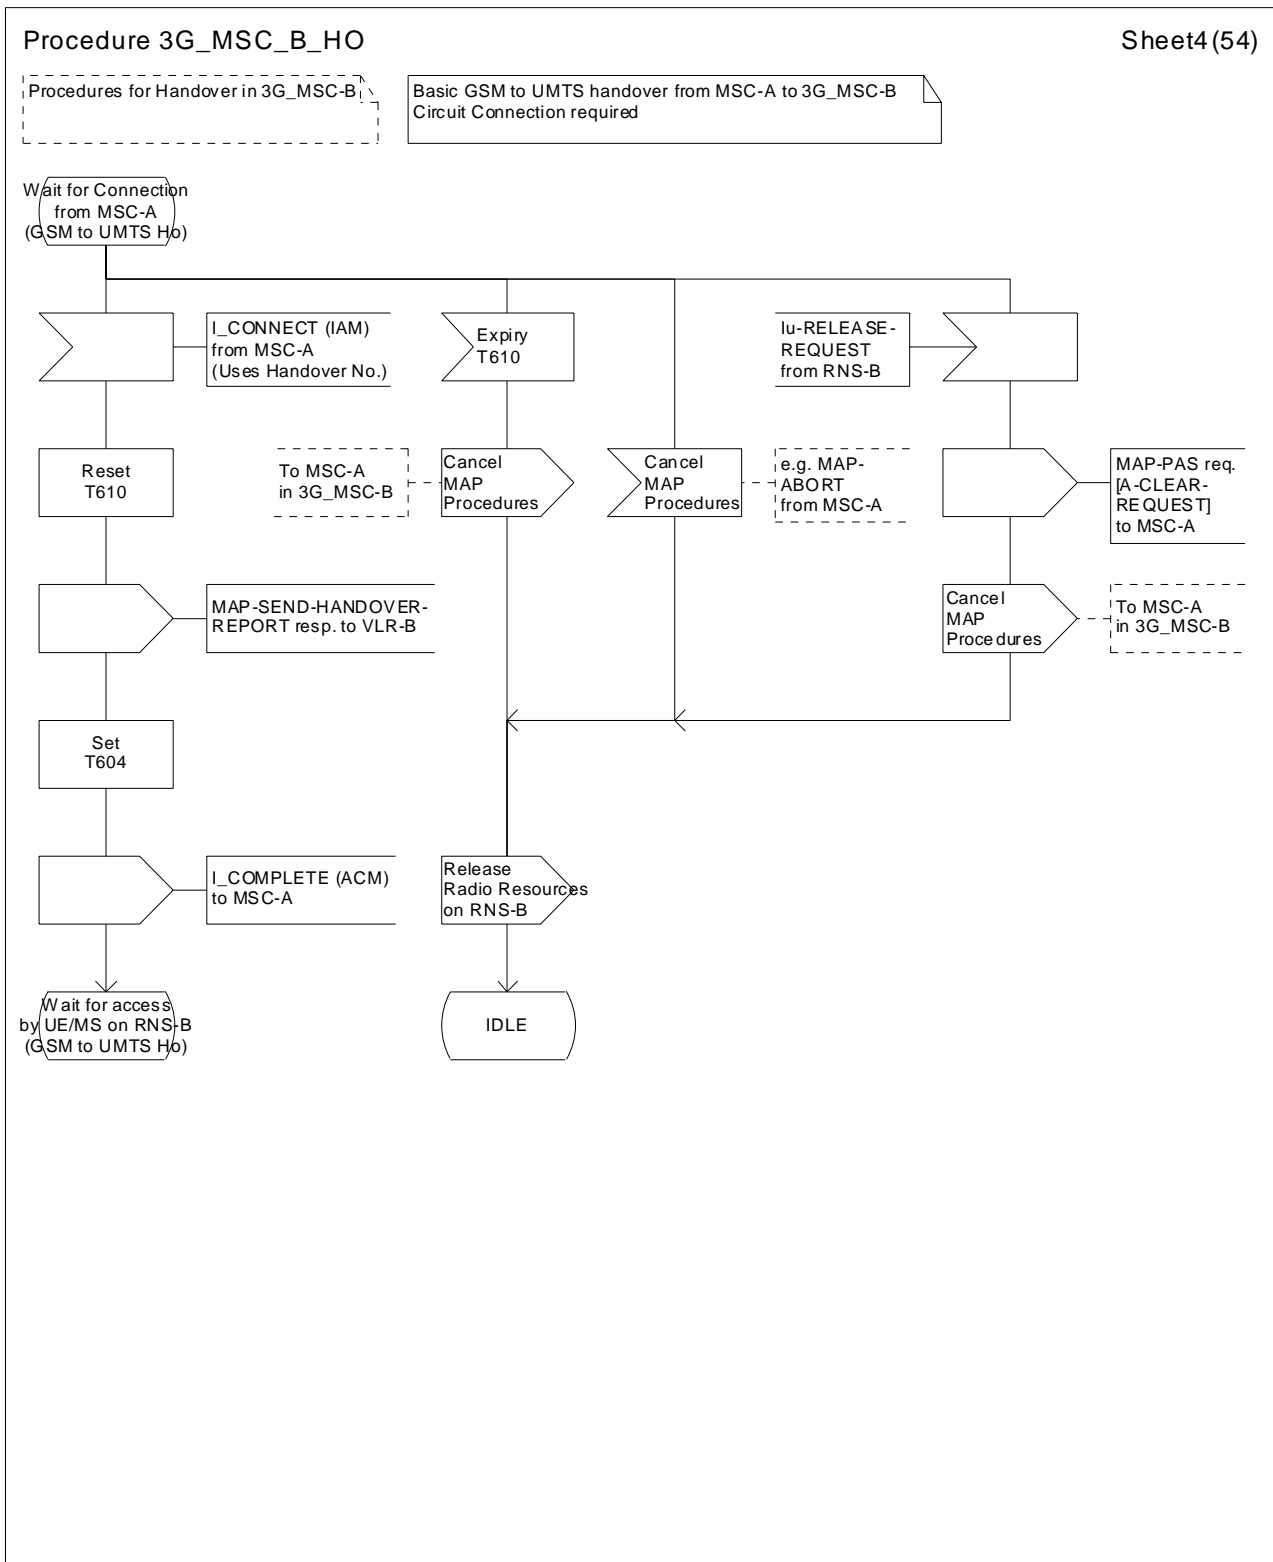 Procedure 3G_MSC_B_HO
Sheet4(54)
Procedures for Handover in 3G_MSC-B
Basic GSM to UMTS handover from MSC-A to 3G_MSC-B
Circuit Connection required
Wait for Connection
from MSC-A
(GSM to UMTS Ho)
I_CONNECT (IAM)
from MSC-A
(Uses Handover No.)
Expiry
T610
Iu-RELEASE-
REQUEST
from RNS-B
Reset
T610
To MSC-A
in 3G_MSC-B
Cancel
MAP
Procedures
Cancel
MAP
Procedures
e.g. MAP-
ABORT
from MSC-A
MAP-PAS req.
[A-CLEAR-
REQUEST]
to MSC-A
MAP-SEND-HANDOVER-
REPORT resp. to VLR-B
Cancel
MAP
Procedures
To MSC-A
in 3G_MSC-B
Set
T604
I_COMPLETE (ACM)
to MSC-A
Release
Radio Resources
on RNS-B
Wait for access
by UE/MS on RNS-B
(GSM to UMTS Ho)
IDLE